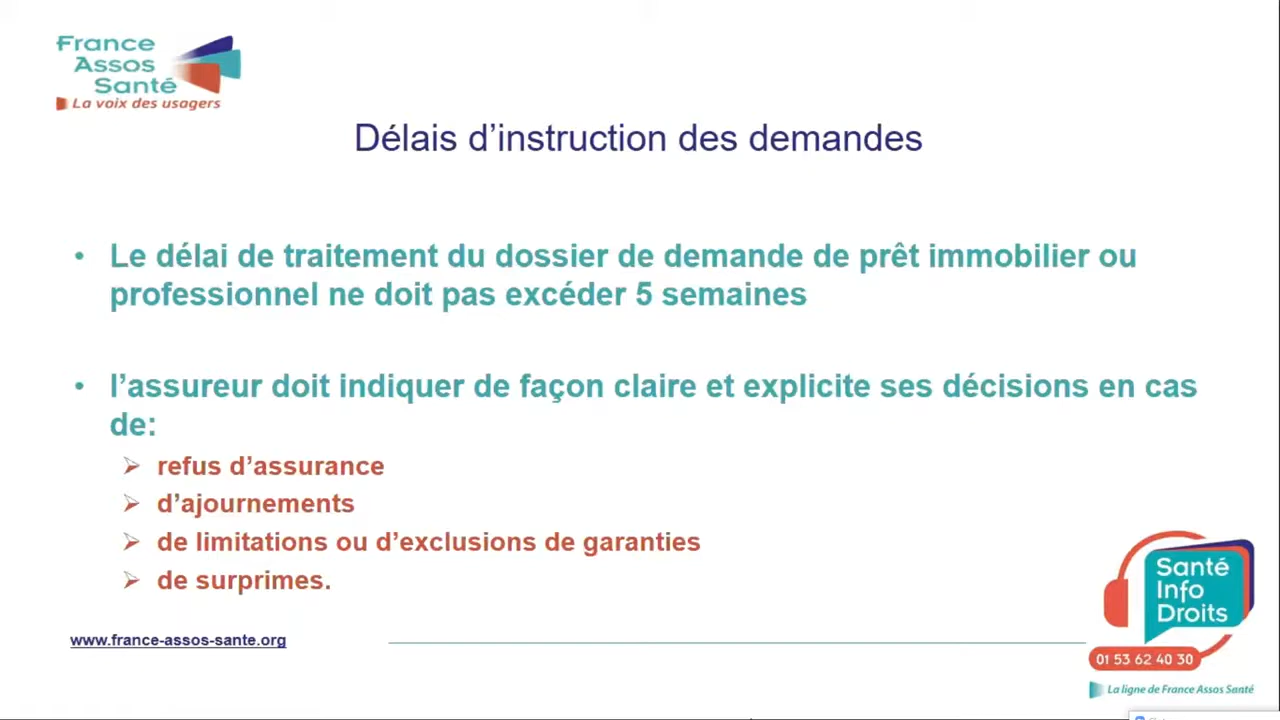 France
Assos
Santé
La voix des usagers
Délais d’instruction des demandes
• Le délai de traitement du dossier de demande de prêt immobilier ou
professionnel ne doit pas excéder 5 semaines
• l’assureur doit indiquer de façon claire et explicite ses décisions en cas
de:
➢ refus d’assurance
➢ d’ajournements
➢ de limitations ou d’exclusions de garanties
➢ de surprimes.
www.france-assos-sante.org
Santé
Info
Droits
01 53 62 40 30
La ligne de France Assos Santé